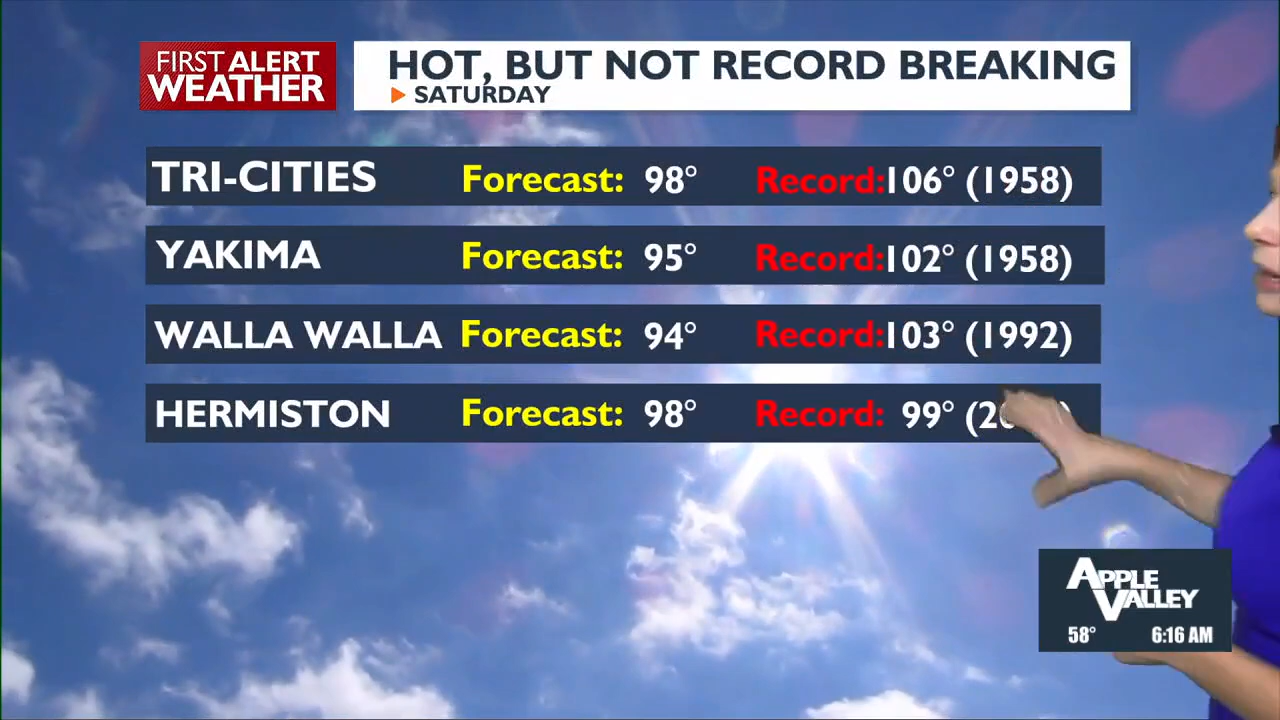 FIRST ALERT
WEATHER
HOT, BUT NOT RECORD BREAKING
SATURDAY
TRI-CITIES Forecast: 98° Record: 106° (1958)
YAKIMA Forecast: 95° Record: 102° (1958)
WALLA WALLA Forecast: 94° Record: 103° (1992)
HERMISTON Forecast: 98° Record: 99°
APPLE
VALLEY
58° 6:16 AM